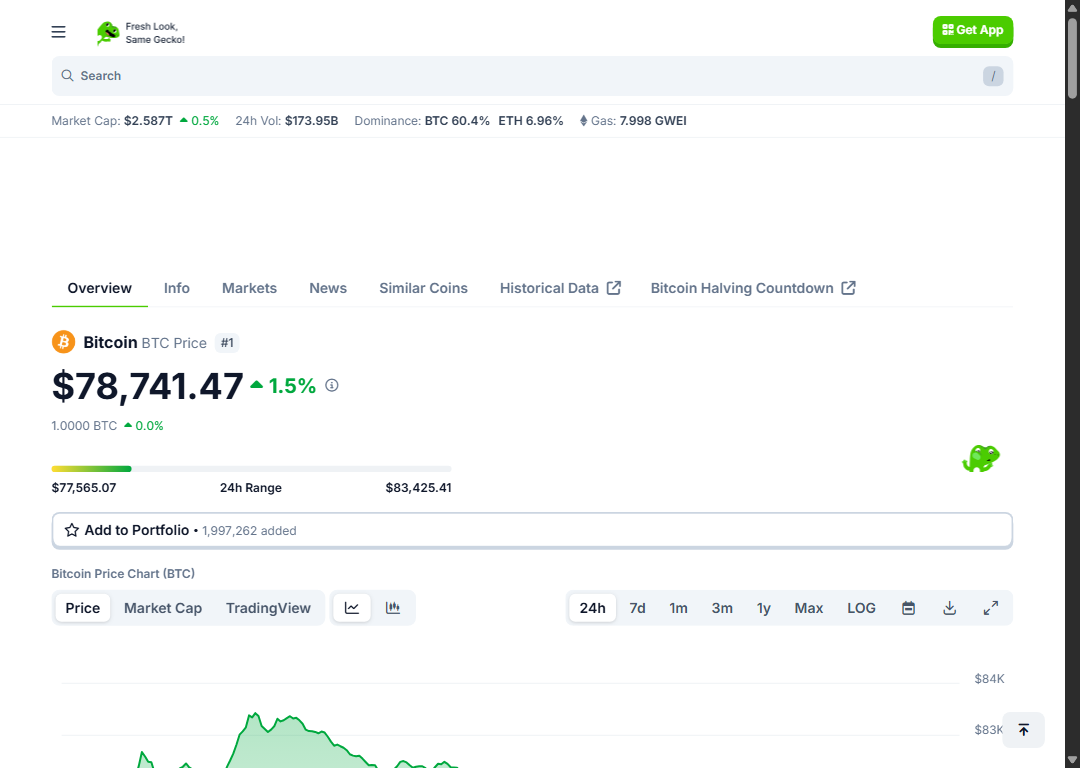 Fresh Look,
Same Gecko!
Get App
Search /
Market Cap: $2.587T 0.5% 24h Vol: $173.95B Dominance: BTC 60.4% ETH 6.96% Gas: 7.998 GWEI
Overview Info Markets News Similar Coins Historical Data Bitcoin Halving Countdown
Bitcoin BTC Price #1
$78,741.47 1.5%
1.0000 BTC 0.0%
$77,565.07 24h Range $83,425.41
Add to Portfolio • 1,997,262 added
Bitcoin Price Chart (BTC)
Price Market Cap TradingView 24h 7d 1m 3m 1y Max LOG
$84K
$83K